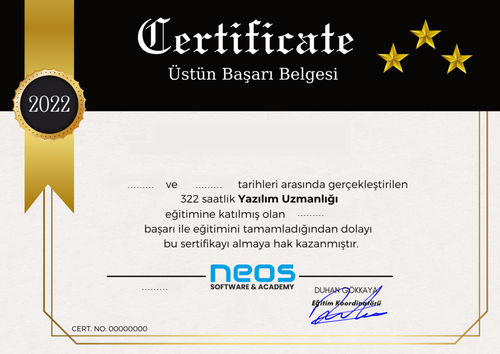 Certificate
Üstün Başarı Belgesi
2022
---------- ve ---------- tarihleri arasında gerçekleştirilen
322 saatlik Yazılım Uzmanlığı
eğitimine katılmış olan ----------
başarı ile eğitimini tamamladığından dolayı
bu sertifikayı almaya hak kazanmıştır.
neos
SOFTWARE & ACADEMY
----------
DUHAN GÖKKAYA
Eğitim Koordinatörü
CERT. NO: 00000000